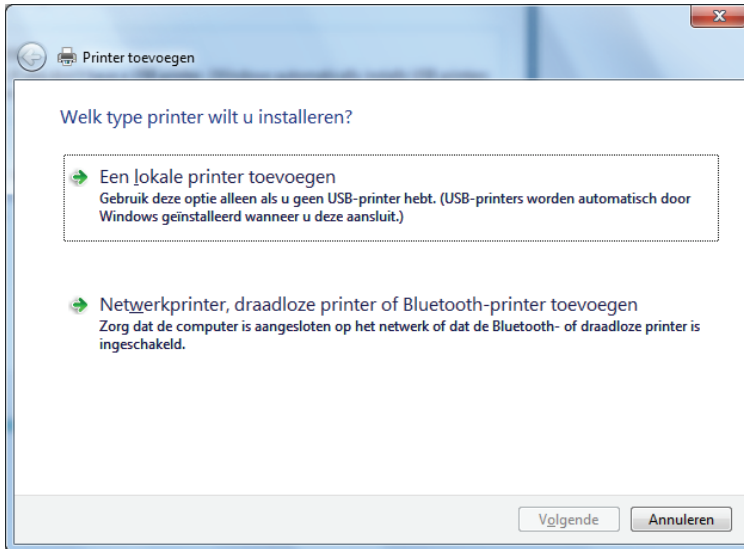 x
Printer toevoegen
Welk type printer wilt u installeren?
Een lokale printer toevoegen
Gebruik deze optie alleen als u geen USB-printer hebt. (USB-printers worden automatisch door
Windows geïnstalleerd wanneer u deze aansluit.)
Netwerkprinter, draadloze printer of Bluetooth-printer toevoegen
Zorg dat de computer is aangesloten op het netwerk of dat de Bluetooth- of draadloze printer is
ingeschakeld.
Volgende
Annuleren